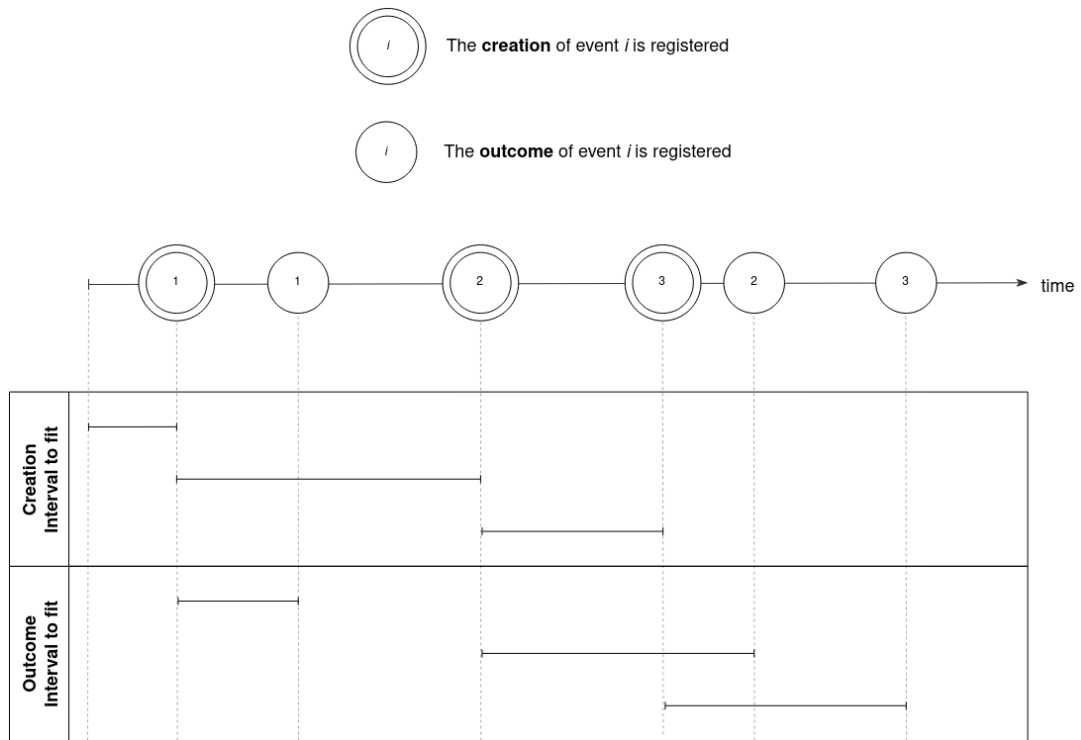 i The creation of event i is registered
i The outcome of event i is registered
1 1 2 3 2 3 time
Creation
Interval to fit
Outcome
Interval to fit